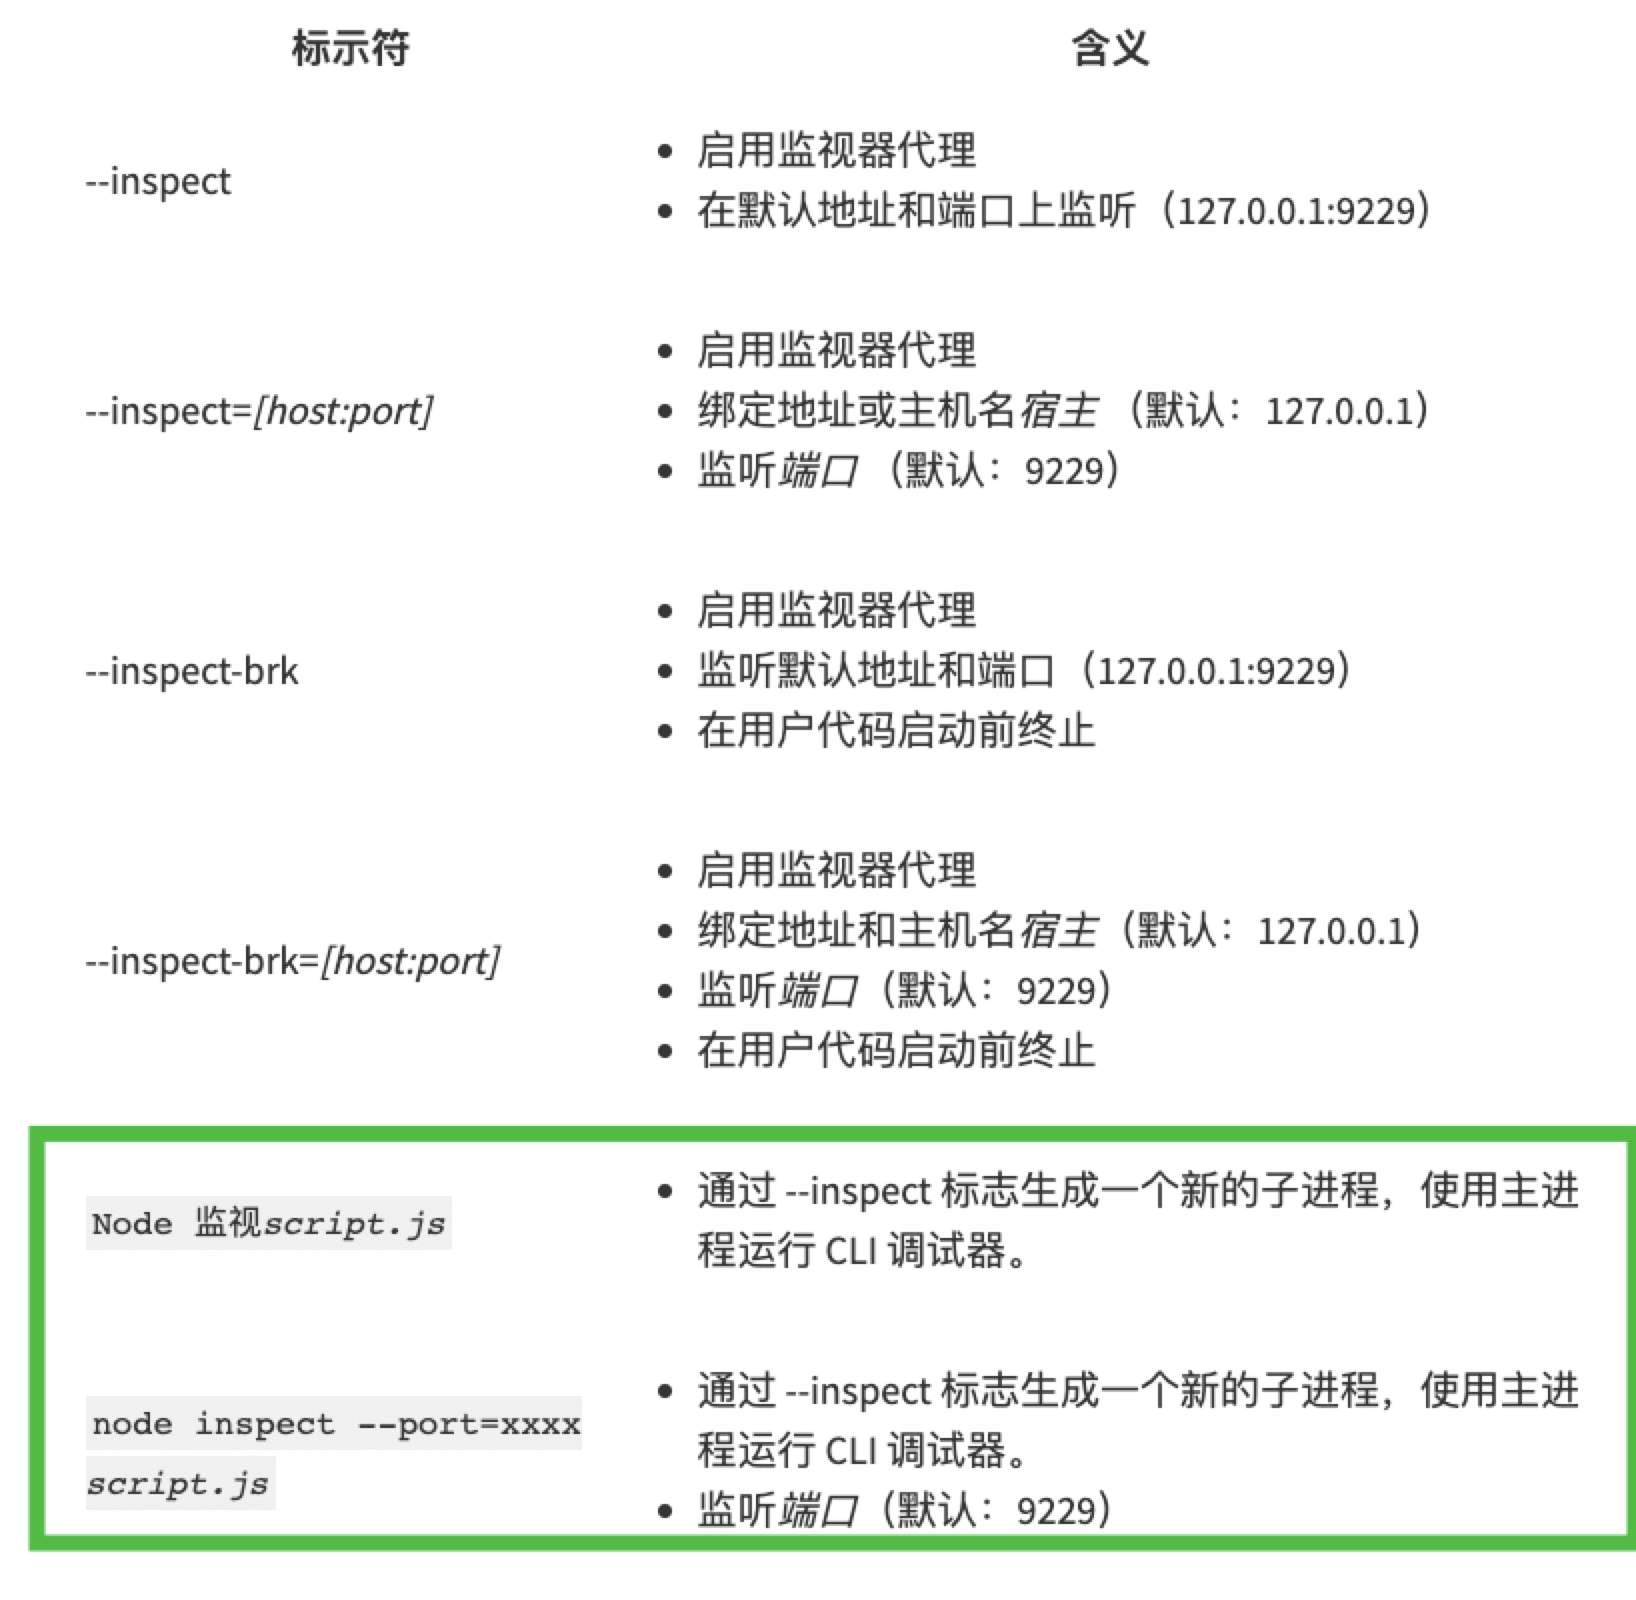 标示符 含义
--inspect
• 启用监视器代理
• 在默认地址和端口上监听（127.0.0.1:9229）
--inspect=[host:port]
• 启用监视器代理
• 绑定地址或主机名宿主 （默认：127.0.0.1）
• 监听端口 （默认：9229）
--inspect-brk
• 启用监视器代理
• 监听默认地址和端口（127.0.0.1:9229）
• 在用户代码启动前终止
--inspect-brk=[host:port]
• 启用监视器代理
• 绑定地址和主机名宿主（默认：127.0.0.1）
• 监听端口（默认：9229）
• 在用户代码启动前终止
Node 监视script.js
• 通过 --inspect 标志生成一个新的子进程，使用主进
程运行 CLI 调试器。
node inspect --port=xxxx
script.js
• 通过 --inspect 标志生成一个新的子进程，使用主进
程运行 CLI 调试器。
• 监听端口（默认：9229）